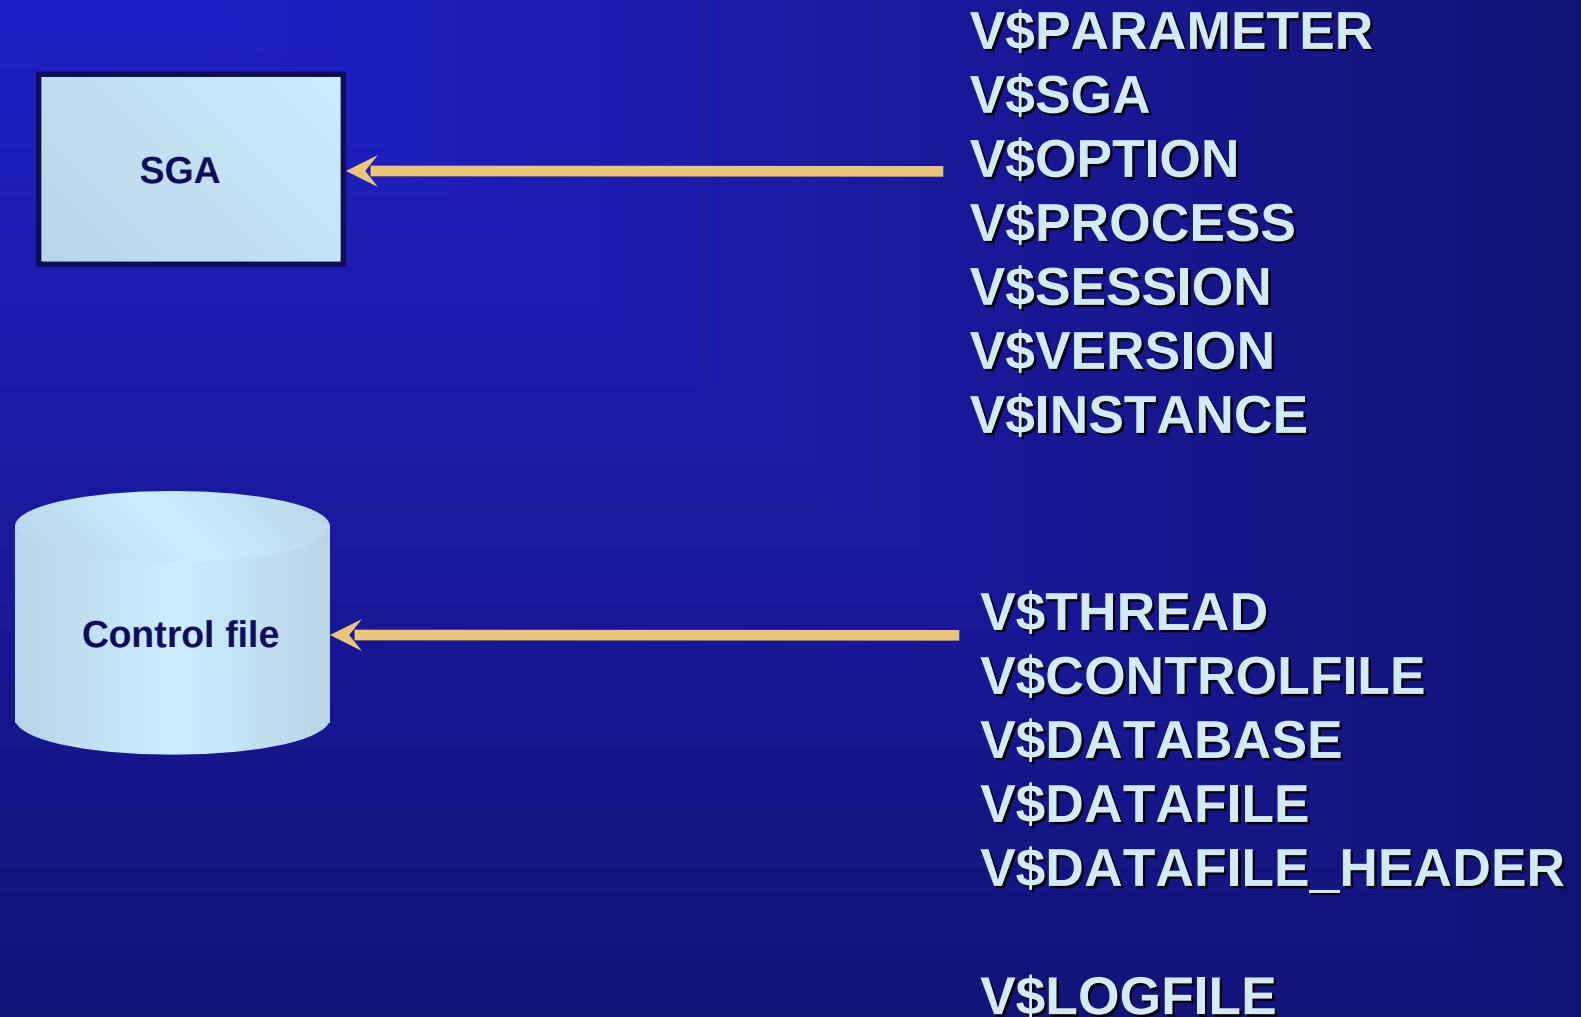 V$PARAMETER
V$SGA
SGA
V$OPTION
V$PROCESS
V$SESSION
V$VERSION
V$INSTANCE
Control file
V$THREAD
V$CONTROLFILE
V$DATABASE
V$DATAFILE
V$DATAFILE_HEADER
V$LOGFILE